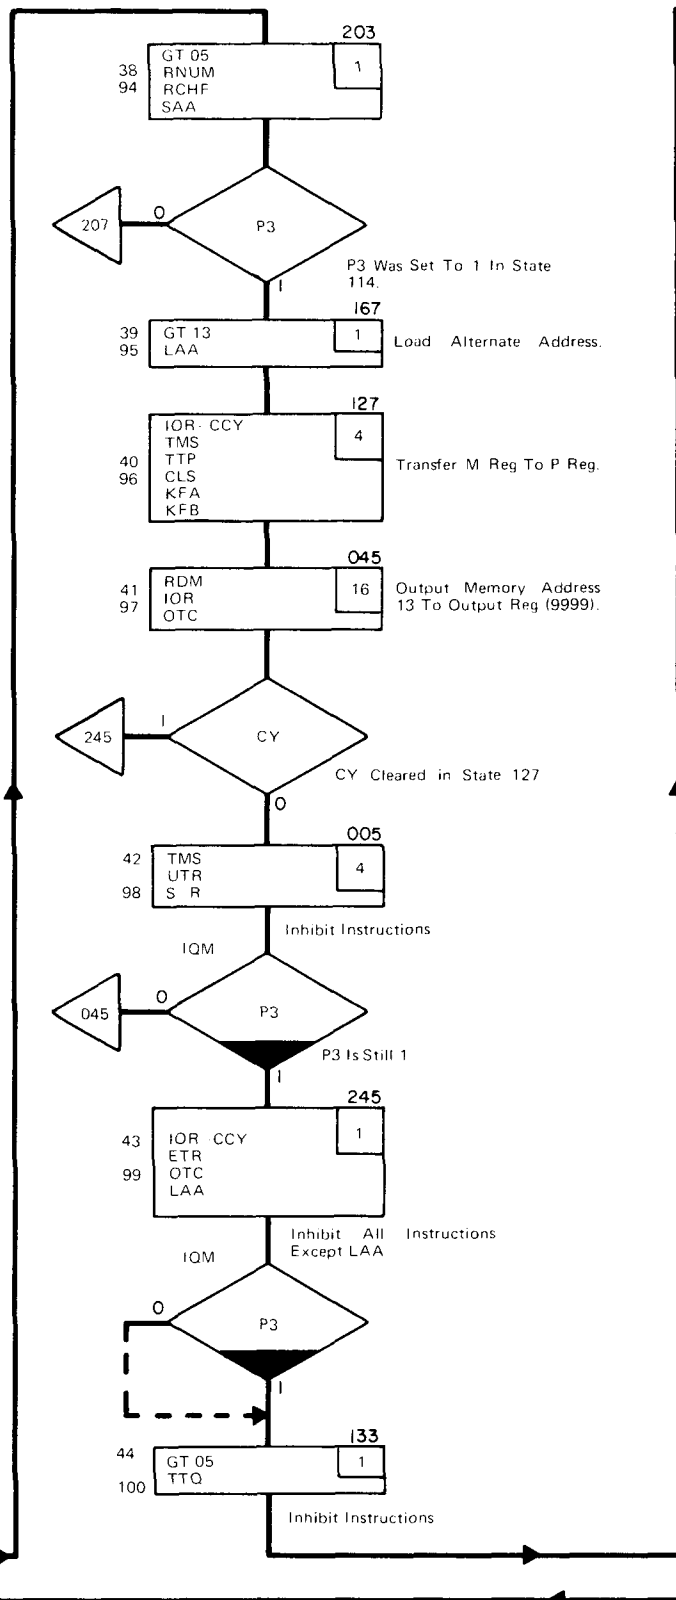 203
GT 05
1
38 RNUM
94 RCHF
SAA
0
207
P3
1
P3 Was Set To 1 In State
114.
167
39 GT 13
1
95 LAA
Load Alternate Address.
127
IOR-CCY
4
TMS
40 TTP
Transfer M Reg To P Reg.
96 CLS
KFA
KFB
045
41 RDM
16
Output Memory Address
97 IOR
13 To Output Reg (9999).
OTC
1
245
CY
CY Cleared in State 127
0
005
42 TMS
4
UTR
98 S R
Inhibit Instructions
IQM
0
045
P3
P3 Is Still 1
1
245
1
43 IOR CCY
ETR
99 OTC
LAA
Inhibit All Instructions
Except LAA
IQM
0
P3
1
133
44 GT 05
1
TTQ
100
Inhibit Instructions